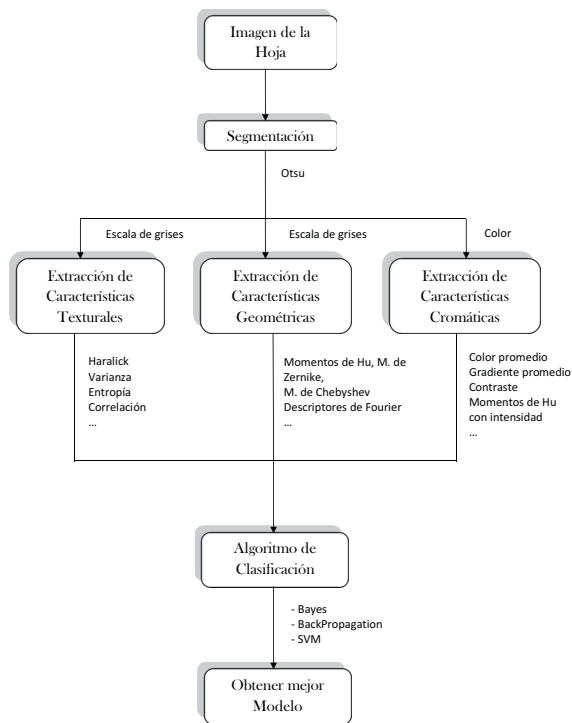 Imagen de la
Hoja
Segmentación
Otsu
Escala de grises
Escala de grises
Color
Extracción de
Características
Texturales
Extracción de
Características
Geométricas
Extracción de
Características
Cromáticas
Haralick
Varianza
Entropía
Correlación
...
Momentos de Hu, M. de
Zernike,
M. de Chebyshev
Descriptores de Fourier
...
Color promedio
Gradiente promedio
Contraste
Momentos de Hu
con intensidad
...
Algoritmo de
Clasificación
- Bayes
- BackPropagation
- SVM
Obtener mejor
Modelo